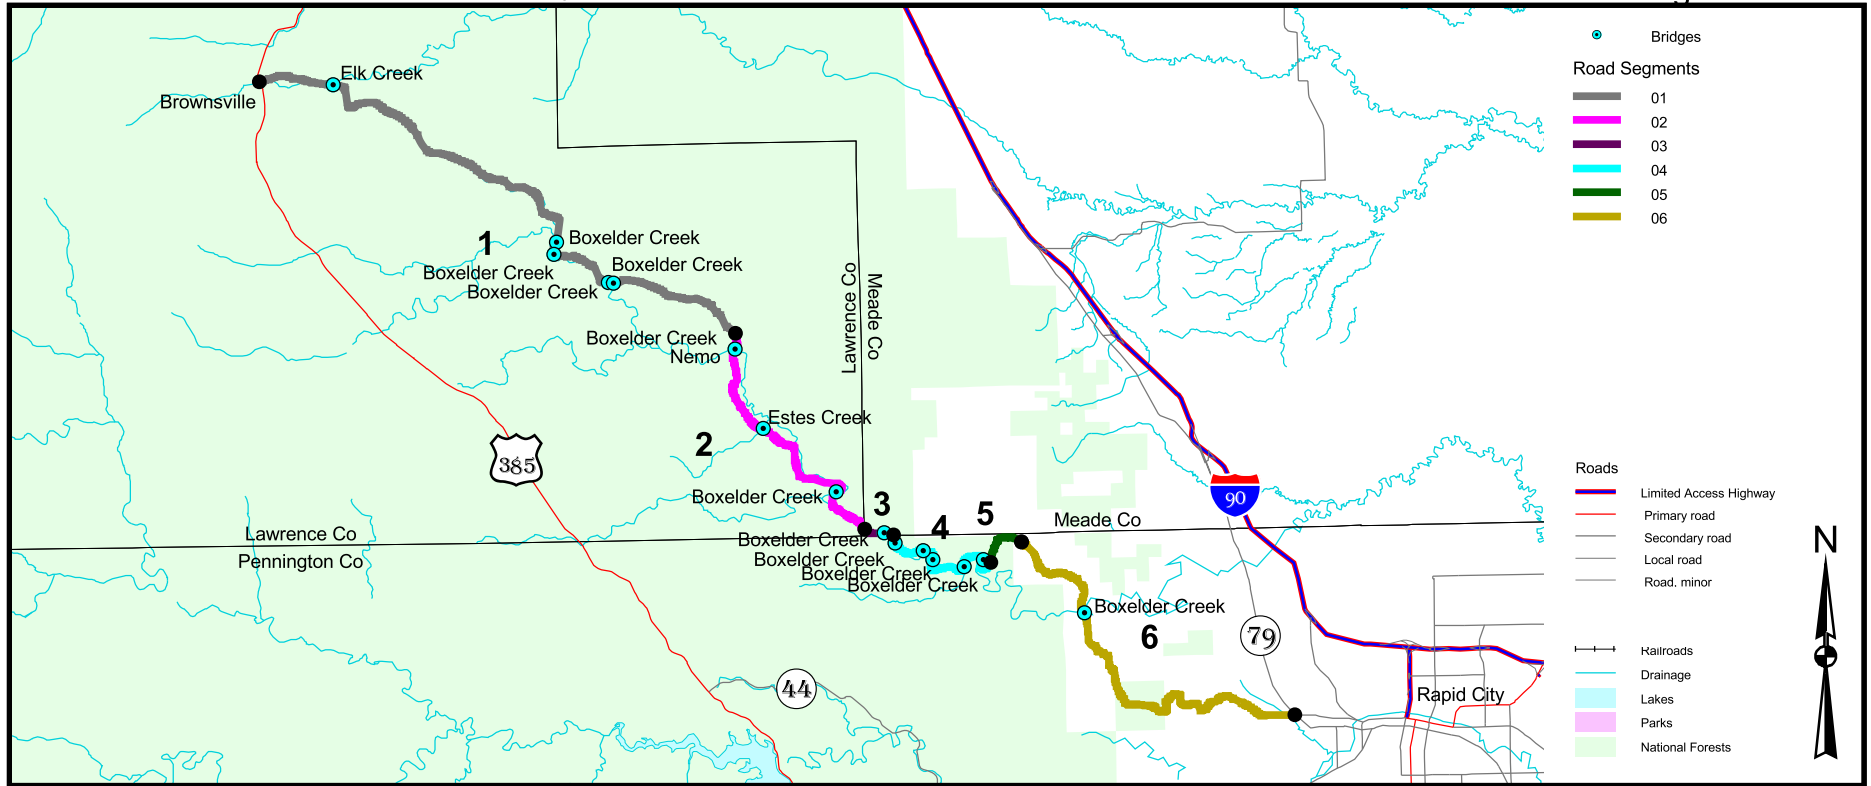 Elk Creek
Brownsville
1
Boxelder Creek
Boxelder Creek
Boxelder Creek
Boxelder Creek
Boxelder Creek
Nemo
Lawrence Co
Meade Co
Estes Creek
2
385
Boxelder Creek
3
4
5
Meade Co
90
Lawrence Co
Pennington Co
Boxelder Creek
Boxelder Creek
Boxelder Creek
Boxelder Creek
Boxelder Creek
6
79
44
Rapid City
Bridges
Road Segments
01
02
03
04
05
06
Roads
Limited Access Highway
Primary road
Secondary road
Local road
Road, minor
Railroads
Drainage
Lakes
Parks
National Forests
N